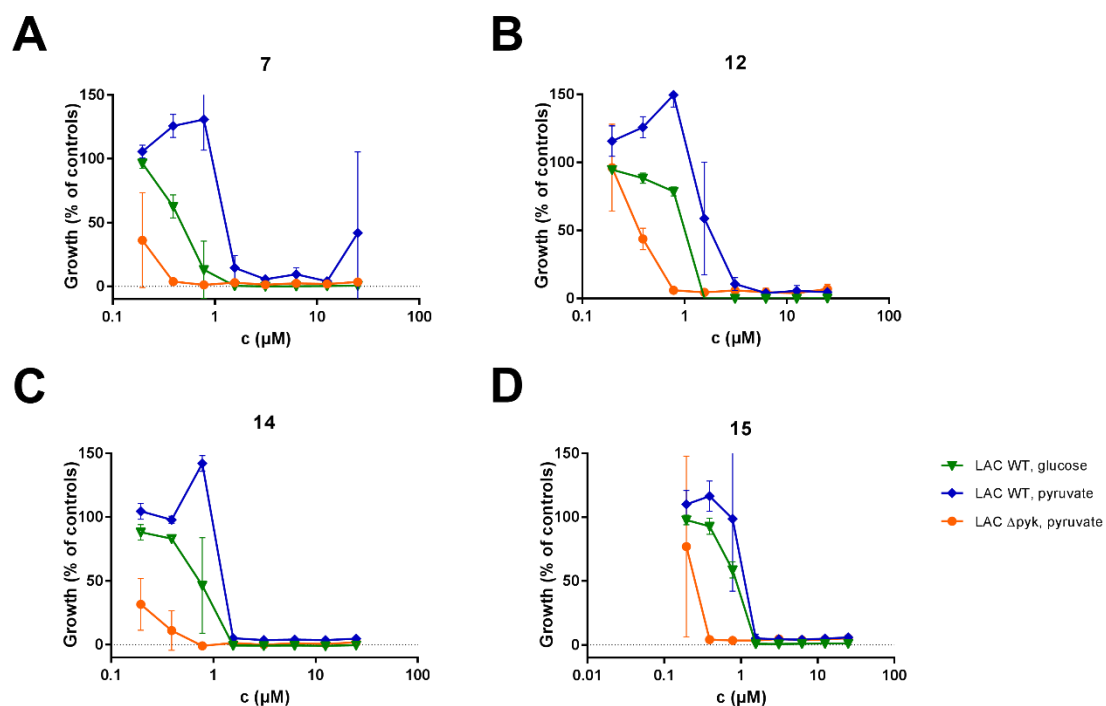 A
7
Growth (% of controls)
150
100
50
0
0.1 1 10 100
c (µM)
B
12
Growth (% of controls)
150
100
50
0
0.1 1 10 100
c (µM)
C
14
Growth (% of controls)
150
100
50
0
0.1 1 10 100
c (µM)
D
15
Growth (% of controls)
150
100
50
0
0.01 0.1 1 10 100
c (µM)
LAC WT, glucose
LAC WT, pyruvate
LAC Δpyk, pyruvate